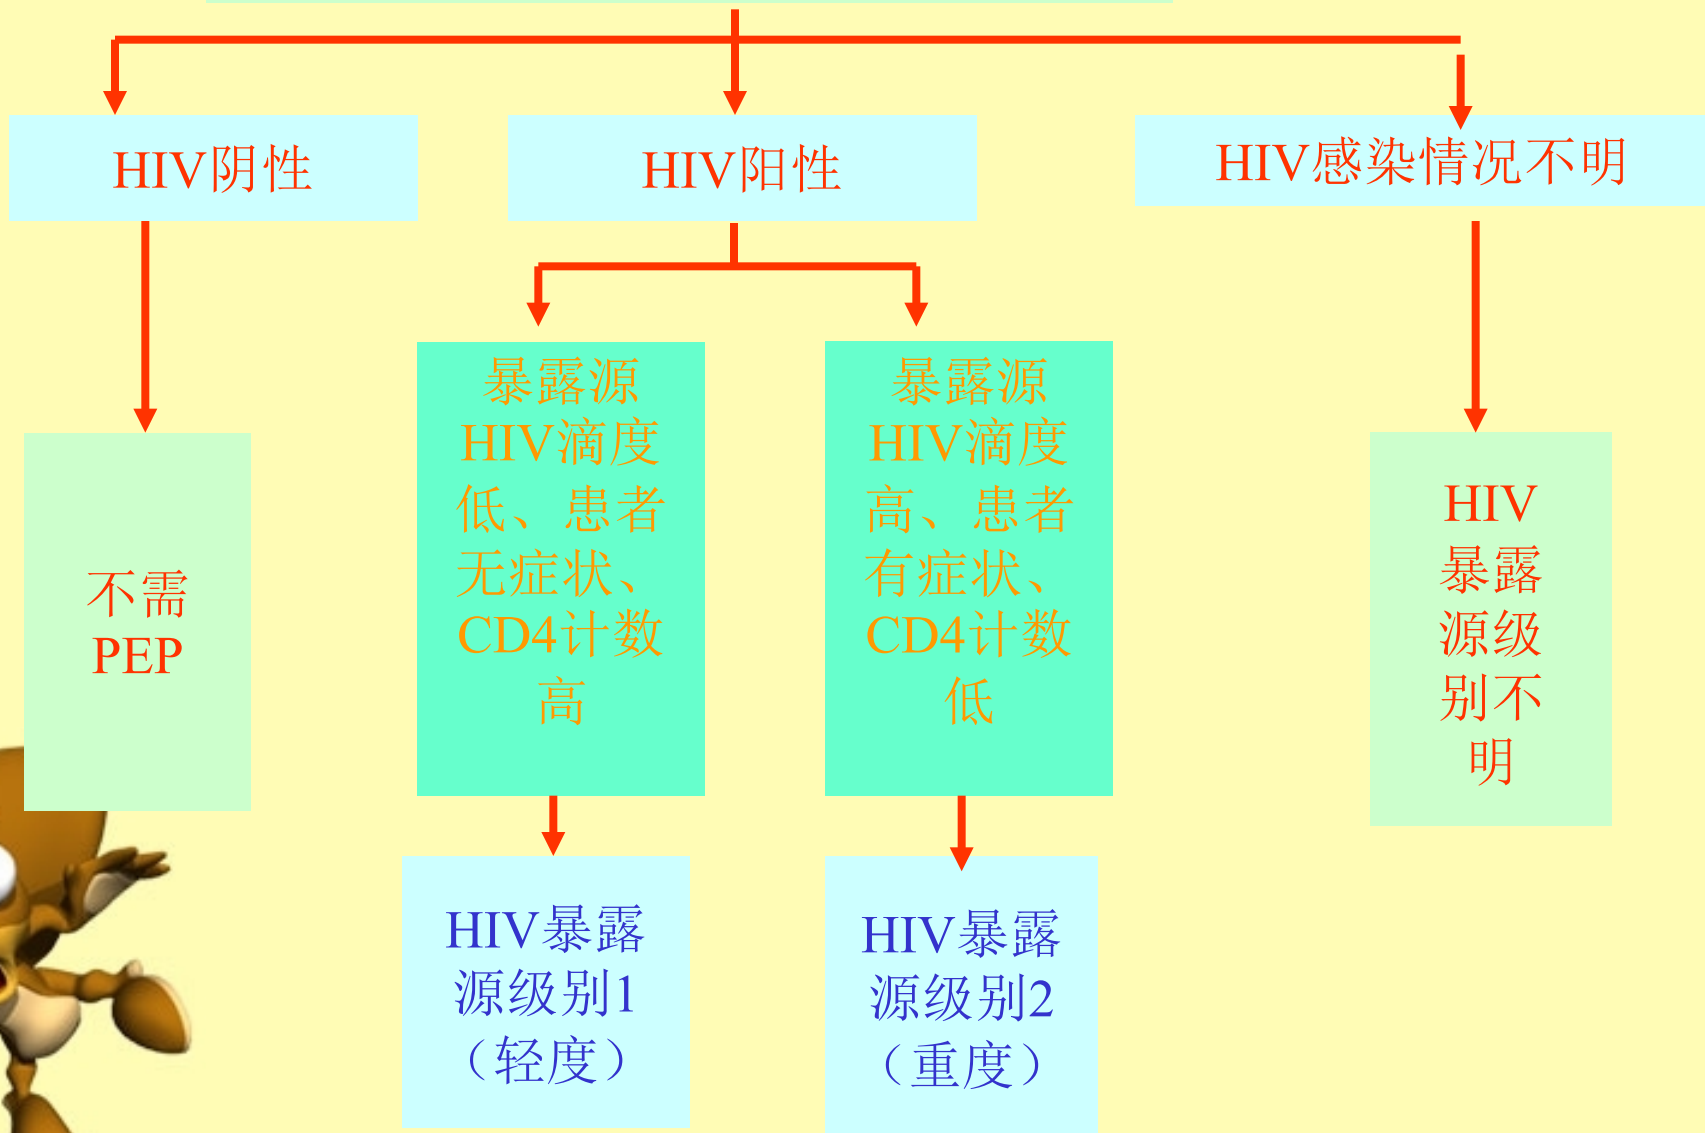 HIV阴性
HIV阳性
HIV感染情况不明
不需
PEP
暴露源
HIV滴度
低、患者
无症状、
CD4计数
高
暴露源
HIV滴度
高、患者
有症状、
CD4计数
低
HIV
暴露
源级
别不
明
HIV暴露
源级别1
（轻度）
HIV暴露
源级别2
（重度）